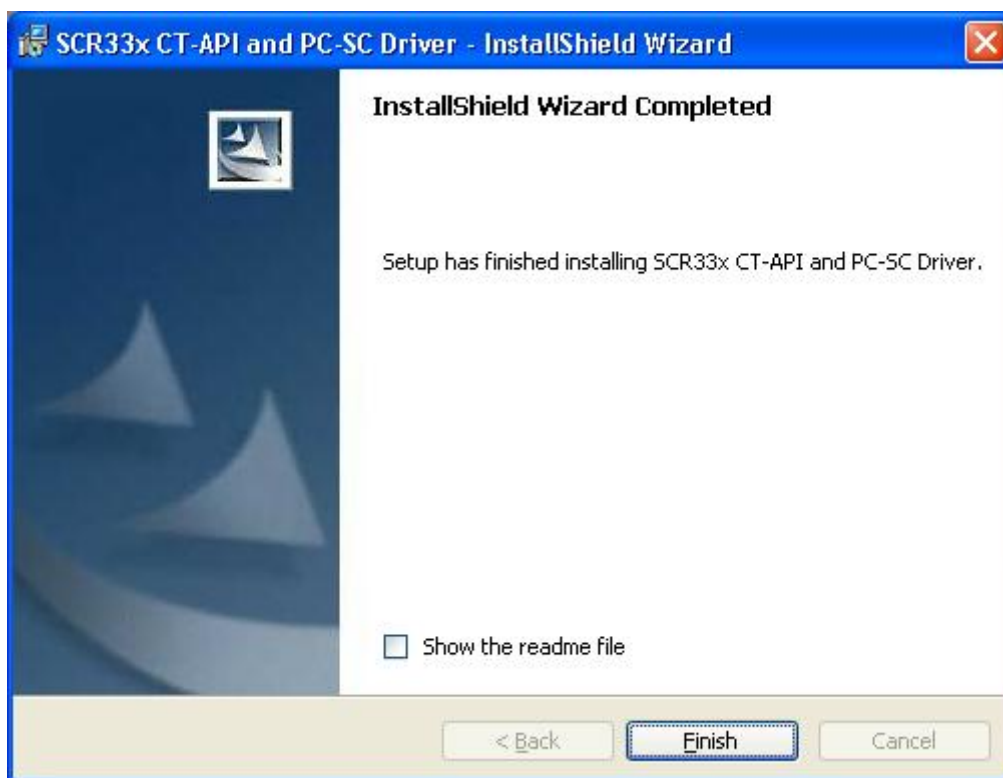 SCR33x CT-API and PC-SC Driver - InstallShield Wizard
InstallShield Wizard Completed
Setup has finished installing SCR33x CT-API and PC-SC Driver.
Show the readme file
< Back
Finish
Cancel